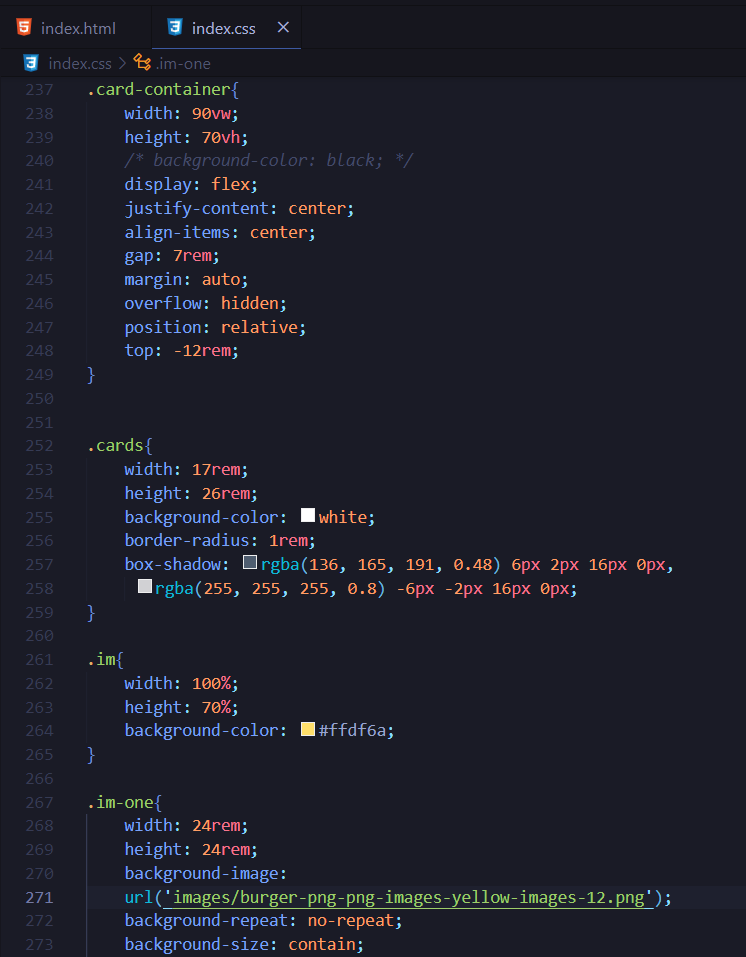 index.html index.css ×
index.css > .im-one
237 .card-container{
238 width: 90vw;
239 height: 70vh;
240 /* background-color: black; */
241 display: flex;
242 justify-content: center;
243 align-items: center;
244 gap: 7rem;
245 margin: auto;
246 overflow: hidden;
247 position: relative;
248 top: -12rem;
249 }
250
251
252 .cards{
253 width: 17rem;
254 height: 26rem;
255 background-color: white;
256 border-radius: 1rem;
257 box-shadow: rgba(136, 165, 191, 0.48) 6px 2px 16px 0px,
258 rgba(255, 255, 255, 0.8) -6px -2px 16px 0px;
259 }
260
261 .im{
262 width: 100%;
263 height: 70%;
264 background-color: #ffdf6a;
265 }
266
267 .im-one{
268 width: 24rem;
269 height: 24rem;
270 background-image:
271 url('images/burger-png-png-images-yellow-images-12.png');
272 background-repeat: no-repeat;
273 background-size: contain;